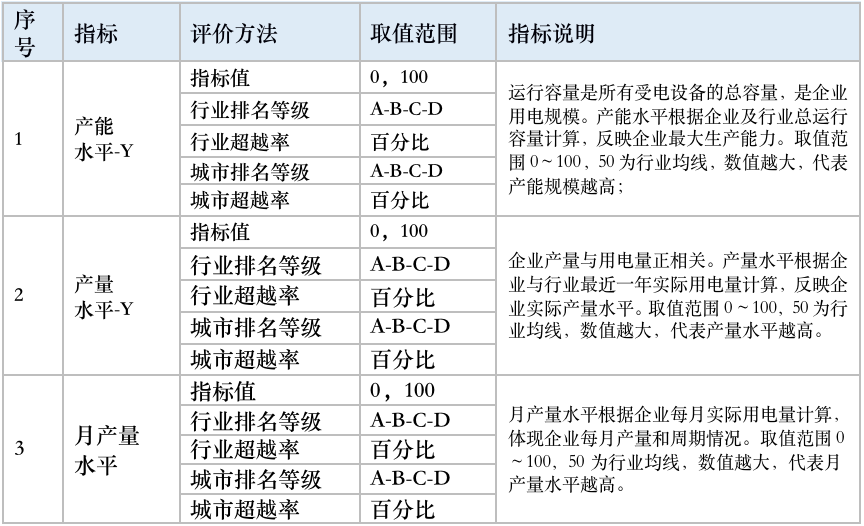 序号 指标 评价方法 取值范围 指标说明
1
产能
水平-Y
指标值 0，100
行业排名等级 A-B-C-D
行业超越率 百分比
城市排名等级 A-B-C-D
城市超越率 百分比
运行容量是所有受电设备的总容量，是企业
用电规模。产能水平根据企业及行业总运行
容量计算，反映企业最大生产能力。取值范
围0～100，50为行业均线，数值越大，代表
产能规模越高；
2
产量
水平-Y
指标值 0，100
行业排名等级 A-B-C-D
行业超越率 百分比
城市排名等级 A-B-C-D
城市超越率 百分比
企业产量与用电量正相关。产量水平根据企
业与行业最近一年实际用电量计算，反映企
业实际产量水平。取值范围0～100，50为行
业均线，数值越大，代表产量水平越高。
3
月产量
水平
指标值 0，100
行业排名等级 A-B-C-D
行业超越率 百分比
城市排名等级 A-B-C-D
城市超越率 百分比
月产量水平根据企业每月实际用电量计算，
体现企业每月产量和周期情况。取值范围0
～100，50 为行业均线，数值越大，代表月
产量水平越高。